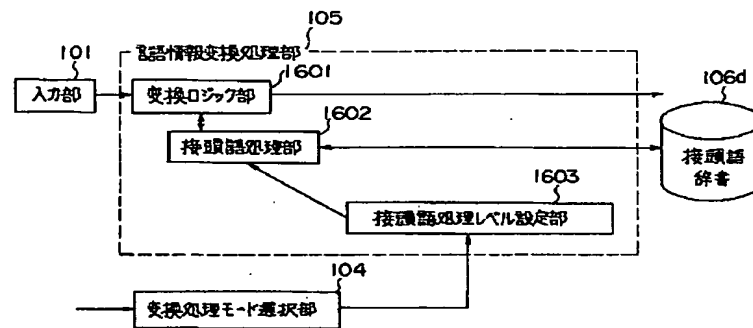 105
言語情報変換処理部
101
1601
106d
入力部
変換ロジック部
1602
接頭語処理部
接頭語
辞書
1603
接頭語処理レベル設定部
104
変換処理モード選択部